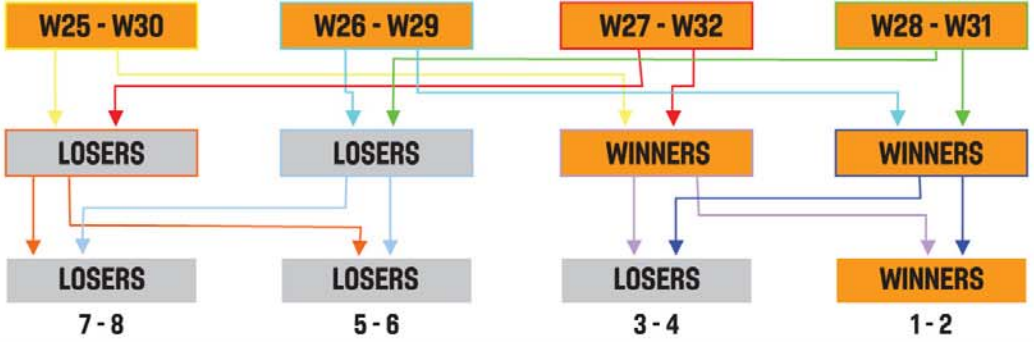 W25 - W30 W26 - W29 W27 - W32 W28 - W31
LOSERS LOSERS WINNERS WINNERS
LOSERS LOSERS LOSERS WINNERS
7 - 8 5 - 6 3 - 4 1 - 2